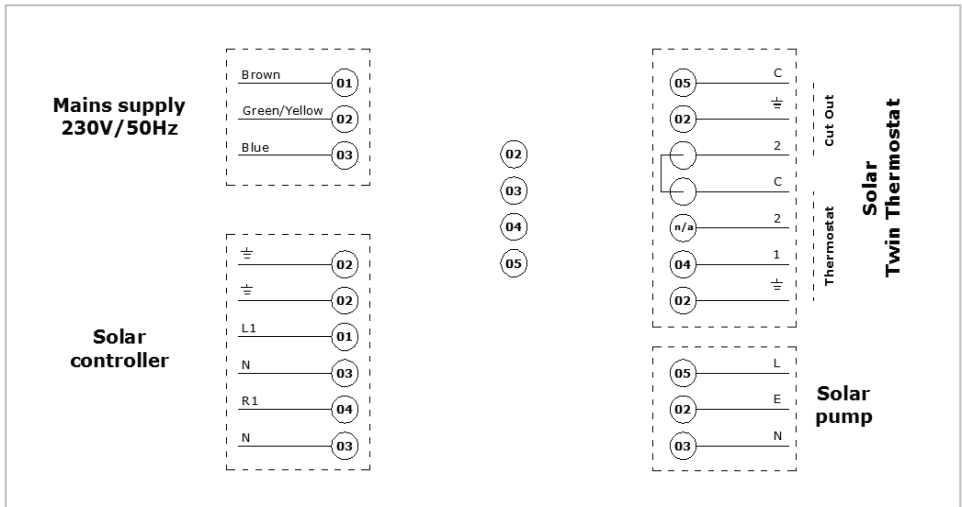 Mains supply
230V/50Hz
Brown 01
Green/Yellow 02
Blue 03
Solar
controller
02
02
L1 01
N 03
R1 04
N 03
02
03
04
05
05 C
02
2
C
n/a 2
04 1
02
Cut Out
Thermostat
Solar
Twin Thermostat
05 L
02 E
03 N
Solar
pump